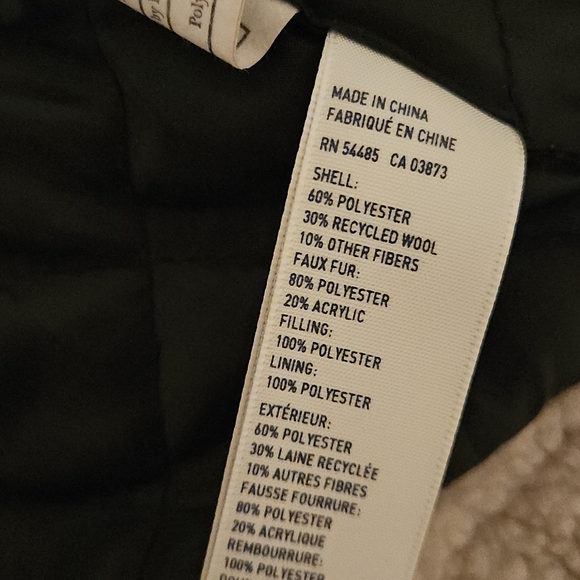 by
Poly
MADE IN CHINA
FABRIQUÉ EN CHINE
RN 54485 CA 03873
SHELL:
60% POLYESTER
30% RECYCLED WOOL
10% OTHER FIBERS
FAUX FUR:
80% POLYESTER
20% ACRYLIC
FILLING:
100% POLYESTER
LINING:
100% POLYESTER
EXTÉRIEUR:
60% POLYESTER
30% LAINE RECYCLÉE
10% AUTRES FIBRES
FAUSSE FOURRURE:
80% POLYESTER
20% ACRYLIQUE
REMBOURRURE:
100% POLYESTER